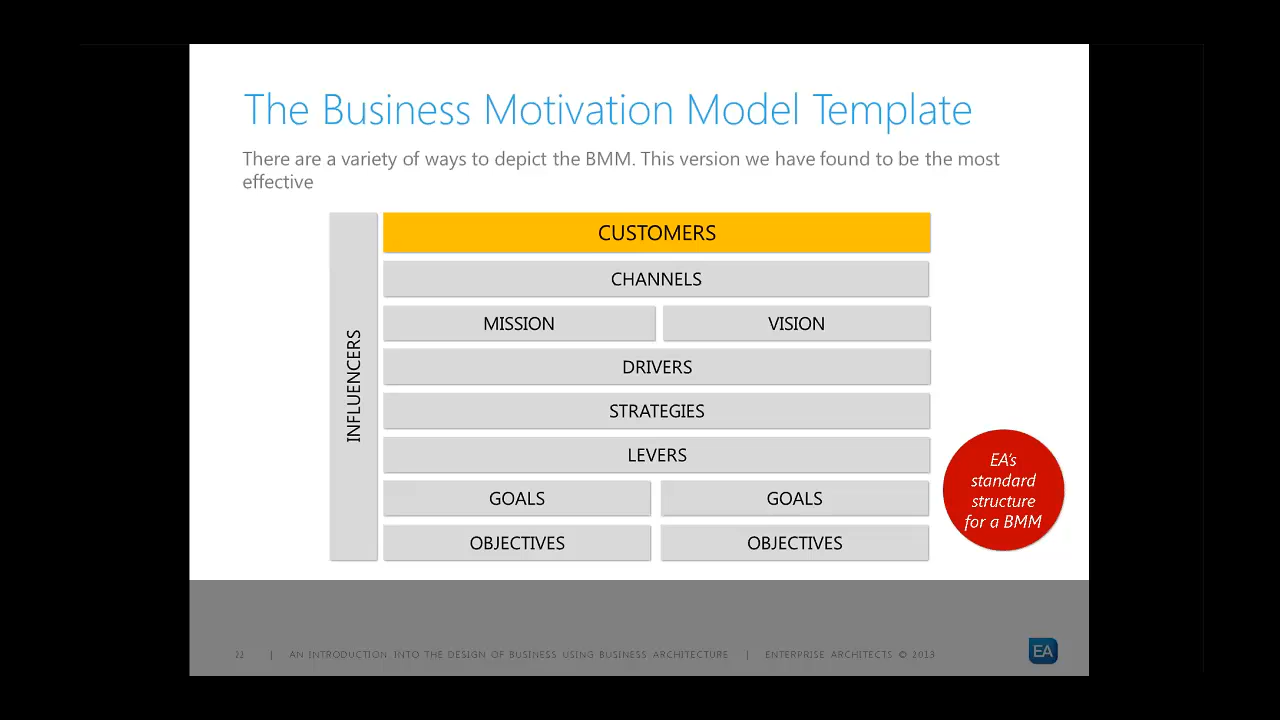 The Business Motivation Model Template
There are a variety of ways to depict the BMM. This version we have found to be the most
effective
INFLUENCERS
CUSTOMERS
CHANNELS
MISSION
VISION
DRIVERS
STRATEGIES
LEVERS
GOALS
GOALS
OBJECTIVES
OBJECTIVES
EA's
standard
structure
for a BMM
22 | AN INTRODUCTION INTO THE DESIGN OF BUSINESS USING BUSINESS ARCHITECTURE | ENTERPRISE ARCHITECTS © 2013
EA